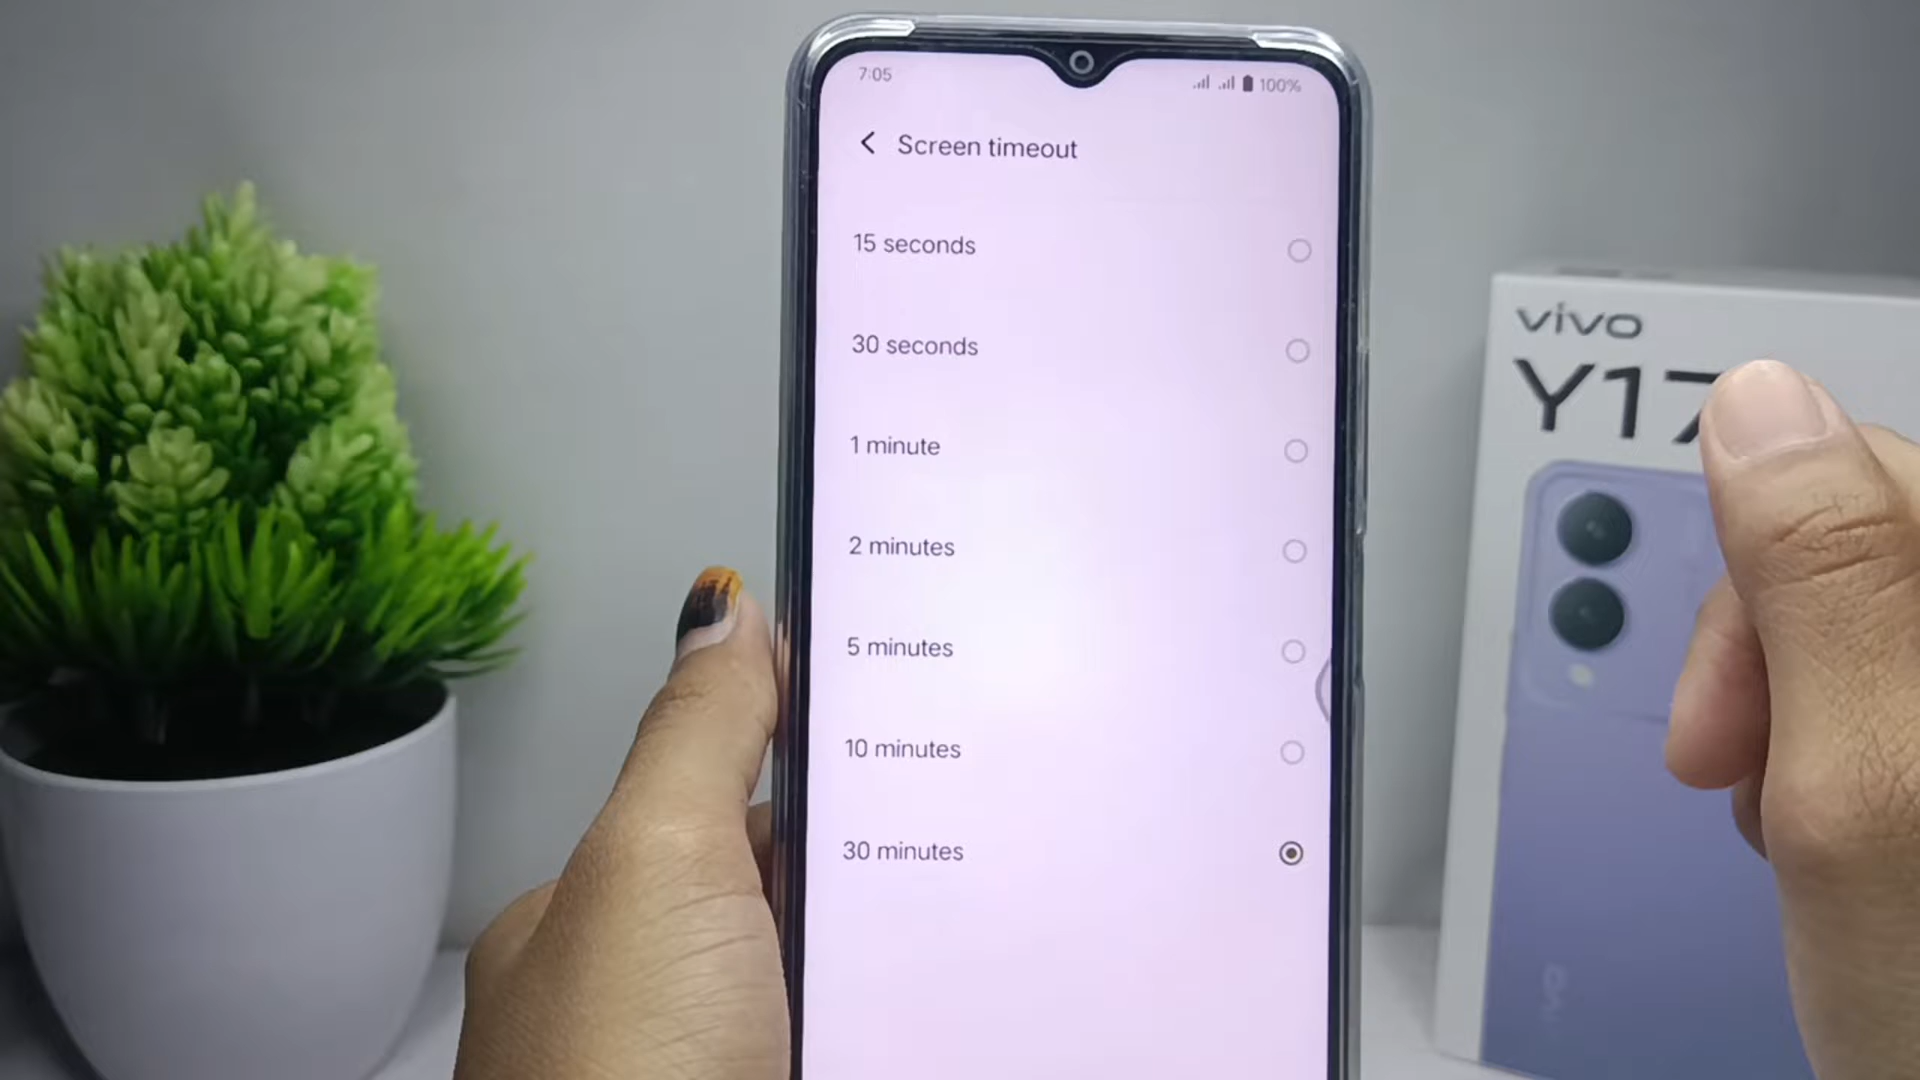 7:05
100%
Screen timeout
15 seconds
30 seconds
1 minute
2 minutes
5 minutes
10 minutes
30 minutes
vivo
Y17
vivo